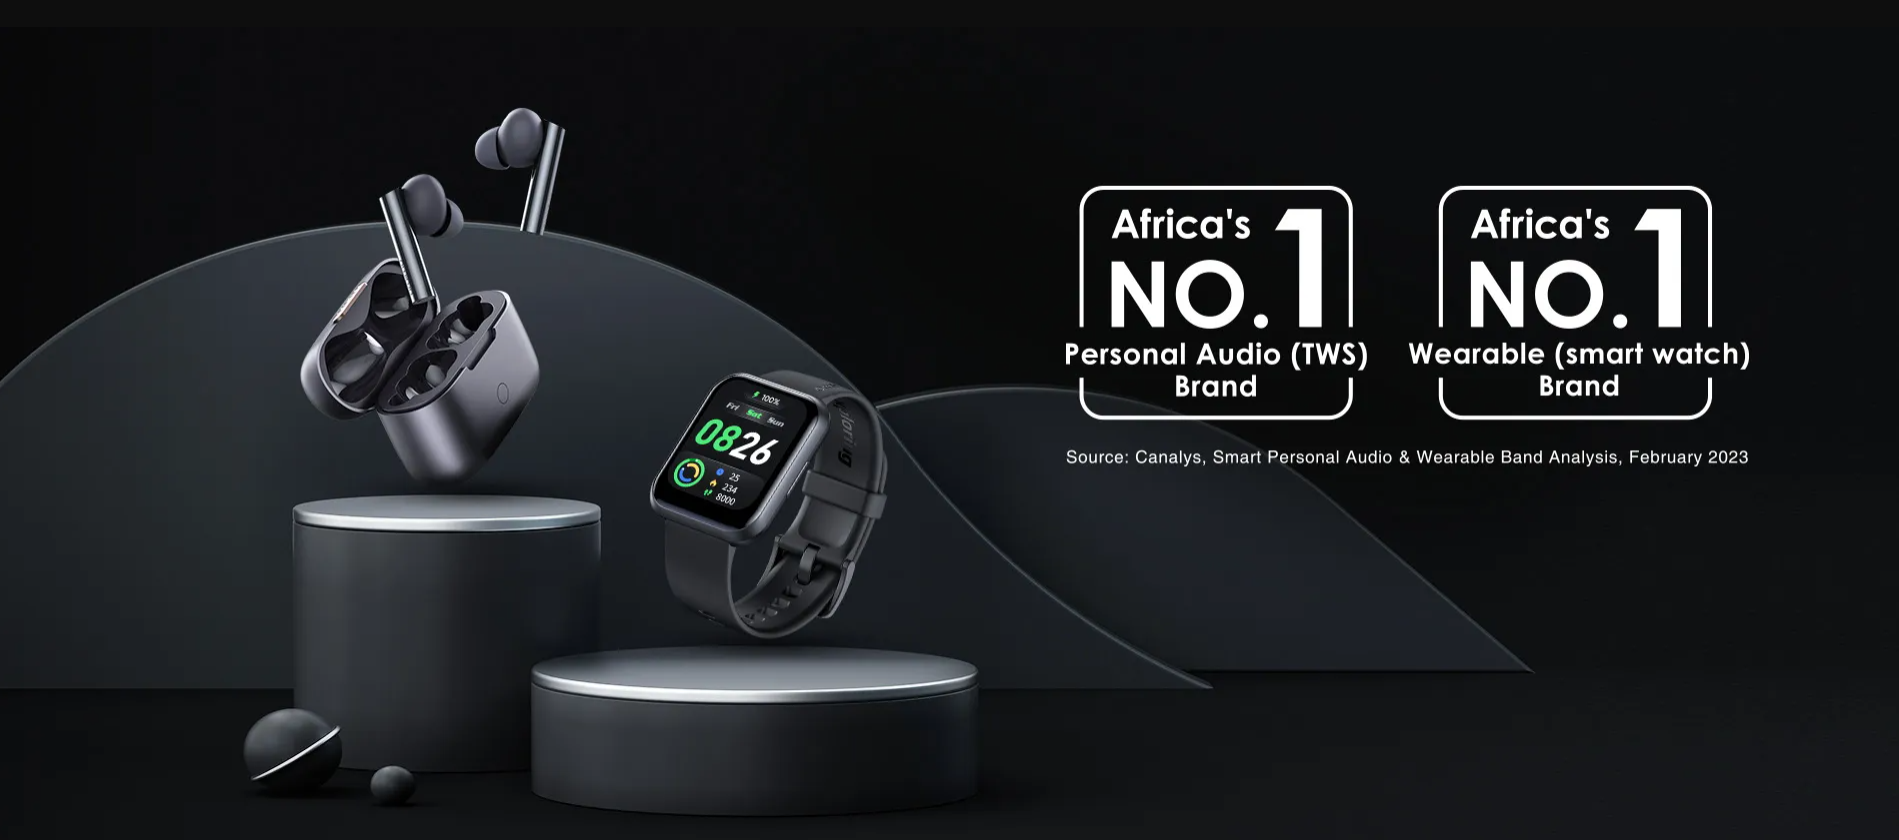 Africa's
NO.1
Personal Audio (TWS)
Brand
Africa's
NO.1
Wearable (smart watch)
Brand
Source: Canalys, Smart Personal Audio & Wearable Band Analysis, February 2023
100%
Fri Sat Sun
0826
25
234
8000